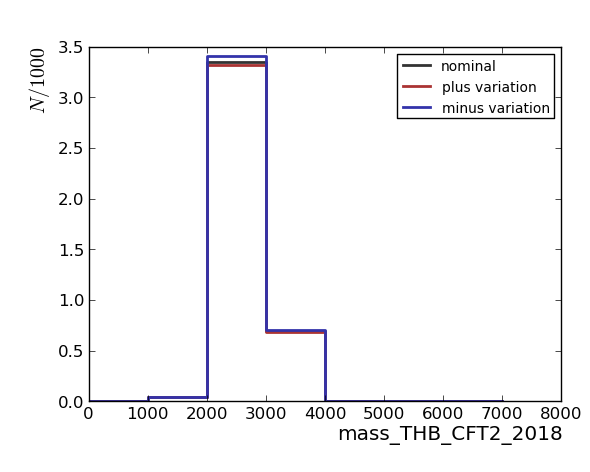 N/1000
3.5
3.0
2.5
2.0
1.5
1.0
0.5
0.0
nominal
plus variation
minus variation
0 1000 2000 3000 4000 5000 6000 7000 8000
mass_THB_CFT2_2018